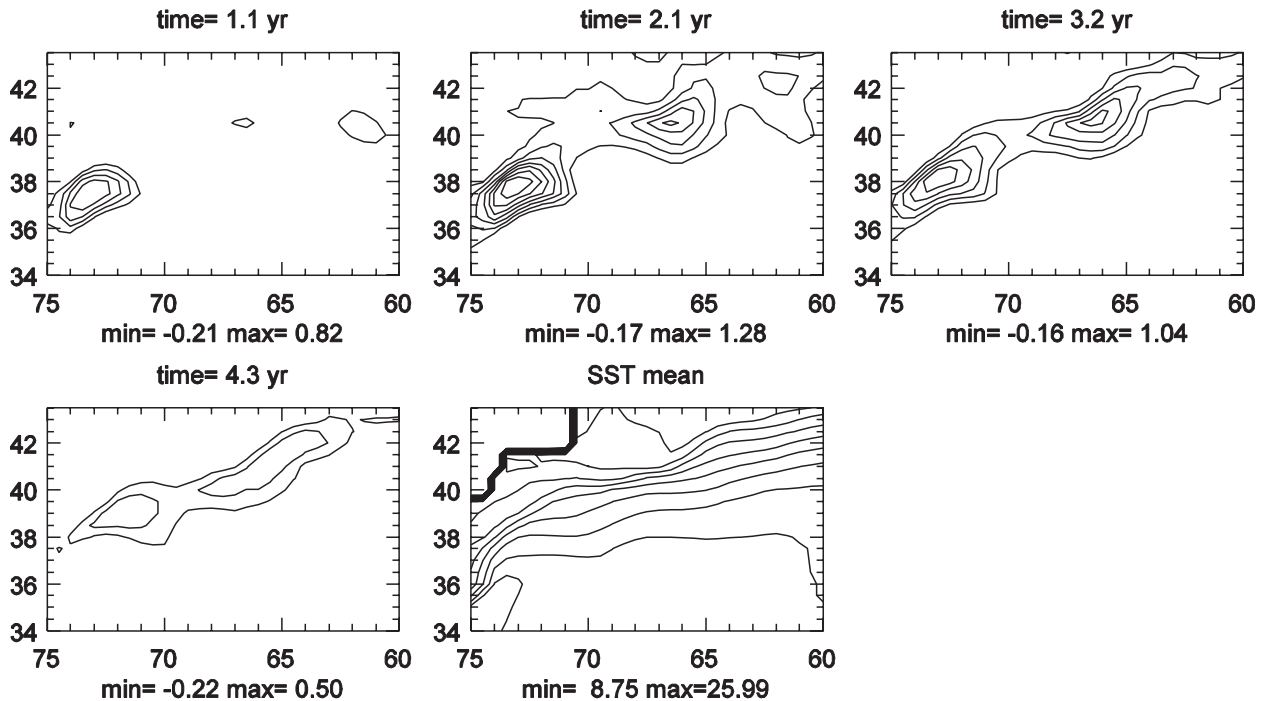 time= 1.1 yr
time= 2.1 yr
time= 3.2 yr
42
40
38
36
34
75 70 65 60
min= -0.21 max= 0.82
42
40
38
36
34
75 70 65 60
min= -0.17 max= 1.28
42
40
38
36
34
75 70 65 60
min= -0.16 max= 1.04
time= 4.3 yr
SST mean
42
40
38
36
34
75 70 65 60
min= -0.22 max= 0.50
42
40
38
36
34
75 70 65 60
min= 8.75 max=25.99